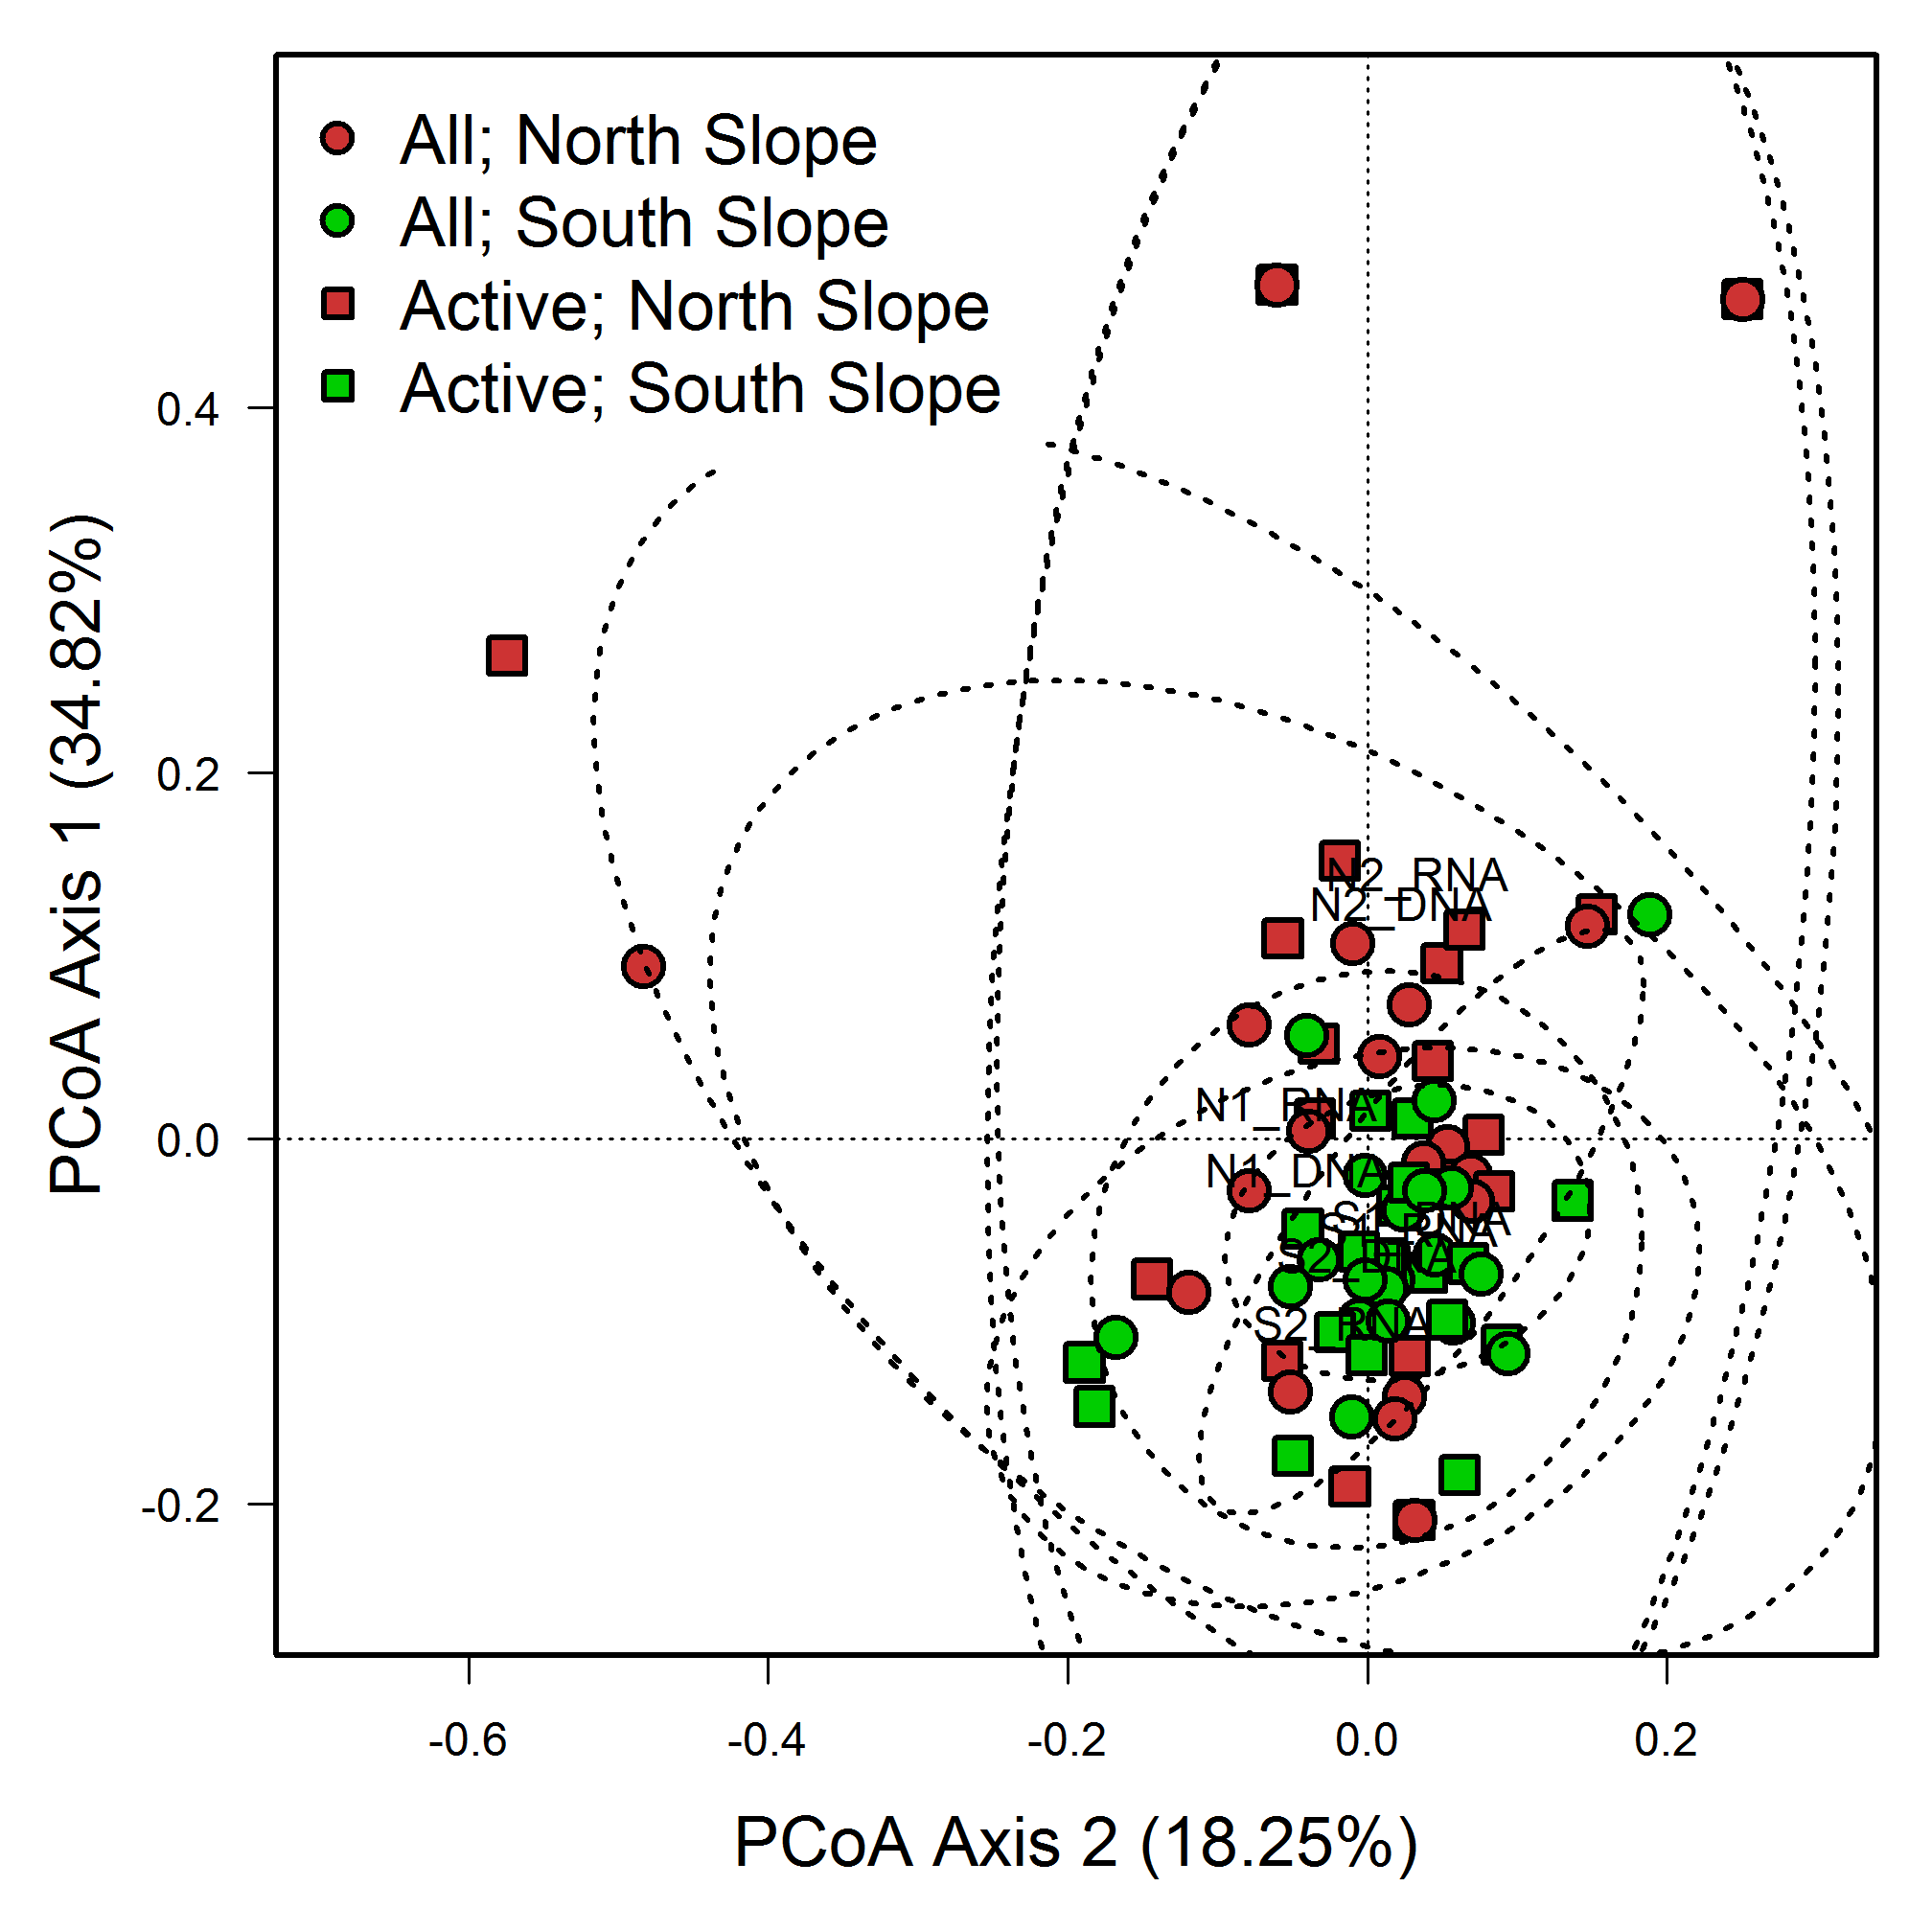 All; North Slope
All; South Slope
Active; North Slope
Active; South Slope
PCoA Axis 1 (34.82%)
0.4
0.2
0.0
-0.2
N2_RNA
N2_DNA
N1_RNA
N1_DNA
S2_DNA
S2_RNA
-0.6
-0.4
-0.2
0.0
0.2
PCoA Axis 2 (18.25%)